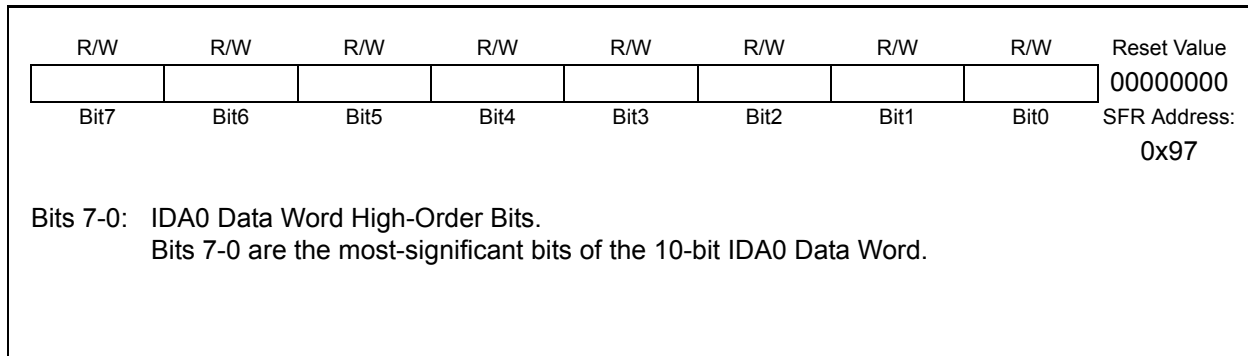 R/W R/W R/W R/W R/W R/W R/W R/W Reset Value
00000000
Bit7 Bit6 Bit5 Bit4 Bit3 Bit2 Bit1 Bit0 SFR Address:
0x97
Bits 7-0: IDA0 Data Word High-Order Bits.
Bits 7-0 are the most-significant bits of the 10-bit IDA0 Data Word.